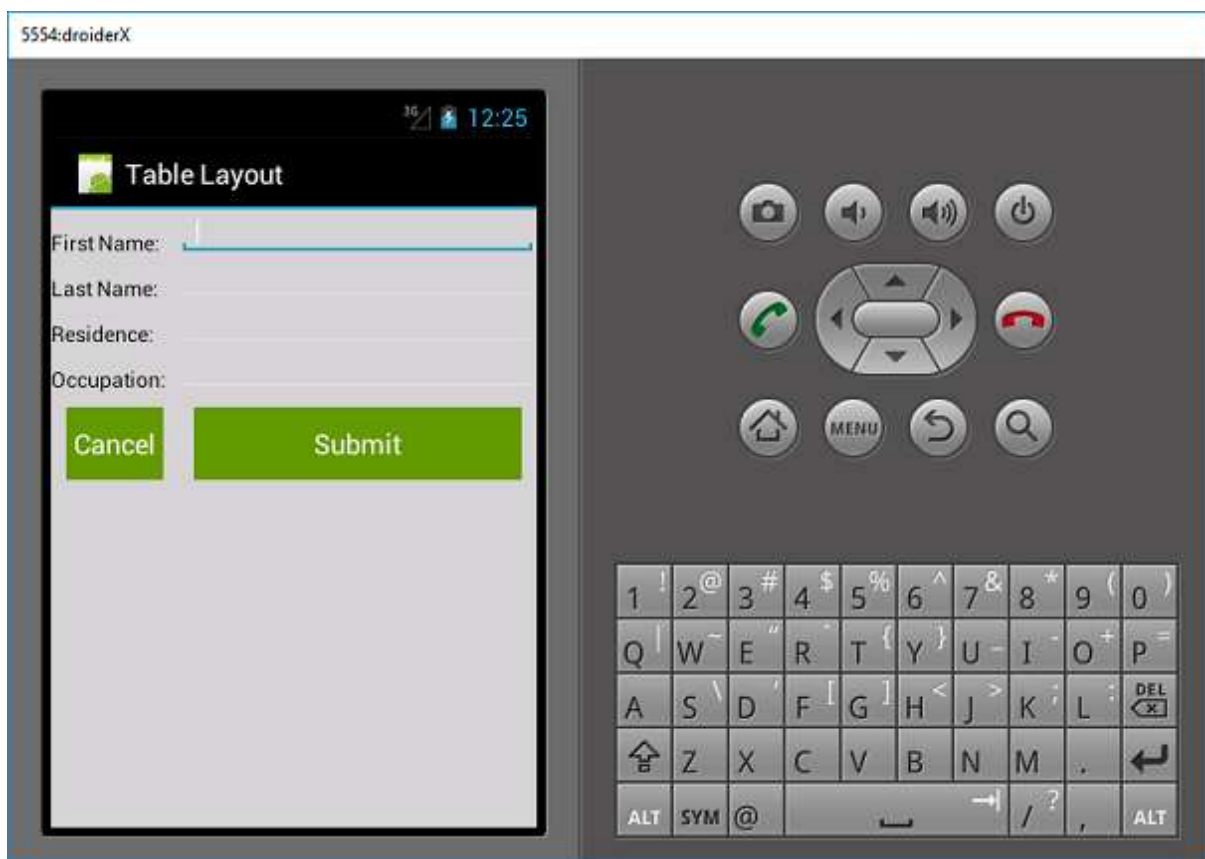 5554:droiderX
3G 12:25
Table Layout
First Name:
Last Name:
Residence:
Occupation:
Cancel Submit
MENU
1 ! 2 @ 3 # 4 $ 5 % 6 ^ 7 & 8 * 9 ( 0 )
Q | W ~ E " R ` T { Y } U _ I - O + P =
A S \ D ' F [ G ] H < J > K ; L : DEL
Z X C V B N M .
ALT SYM @ / ? , ALT